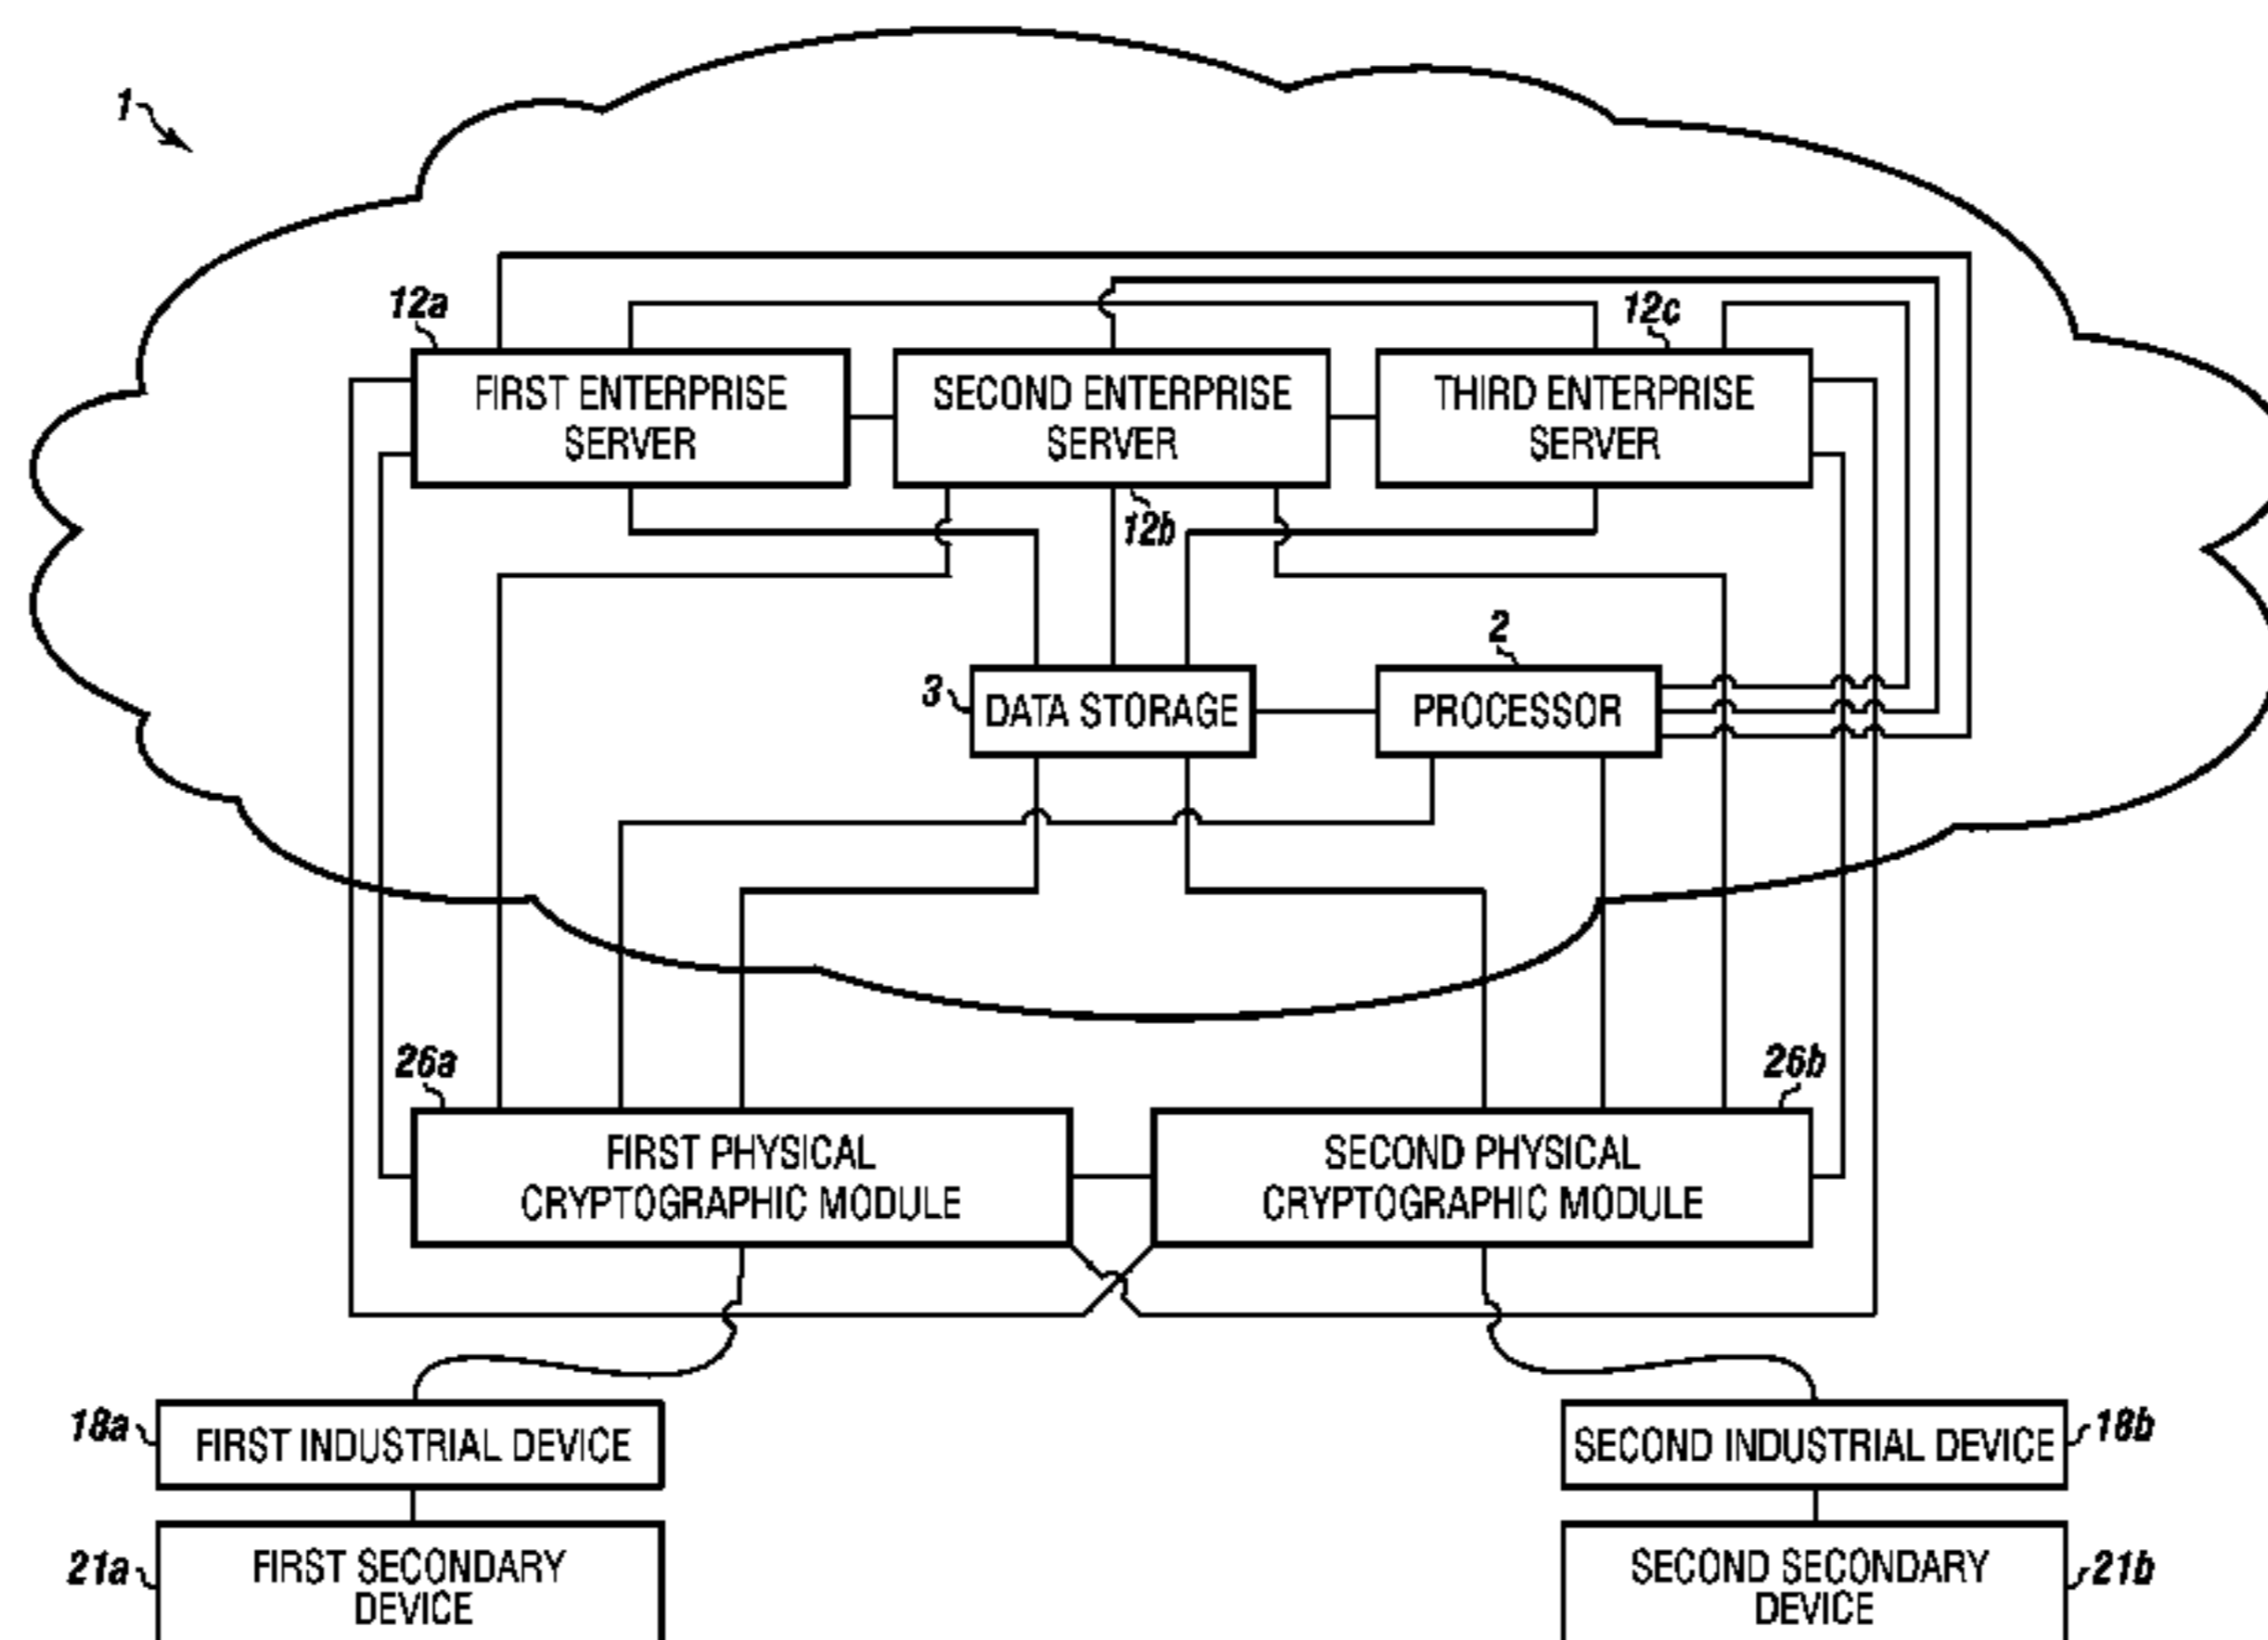 1
12a
12c
FIRST ENTERPRISE
SERVER
SECOND ENTERPRISE
SERVER
THIRD ENTERPRISE
SERVER
12b
2
3
DATA STORAGE
PROCESSOR
26a
26b
FIRST PHYSICAL
CRYPTOGRAPHIC MODULE
SECOND PHYSICAL
CRYPTOGRAPHIC MODULE
18a
FIRST INDUSTRIAL DEVICE
SECOND INDUSTRIAL DEVICE
18b
21a
FIRST SECONDARY
DEVICE
SECOND SECONDARY
DEVICE
21b